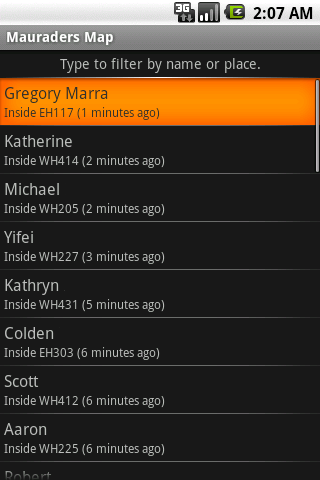 3G
2:07 AM
Mauraders Map
Type to filter by name or place.
Gregory Marra
Inside EH117 (1 minutes ago)
Katherine
Inside WH414 (2 minutes ago)
Michael
Inside WH205 (2 minutes ago)
Yifei
Inside WH227 (3 minutes ago)
Kathryn
Inside WH431 (5 minutes ago)
Colden
Inside EH303 (6 minutes ago)
Scott
Inside WH412 (6 minutes ago)
Aaron
Inside WH225 (6 minutes ago)
Robert